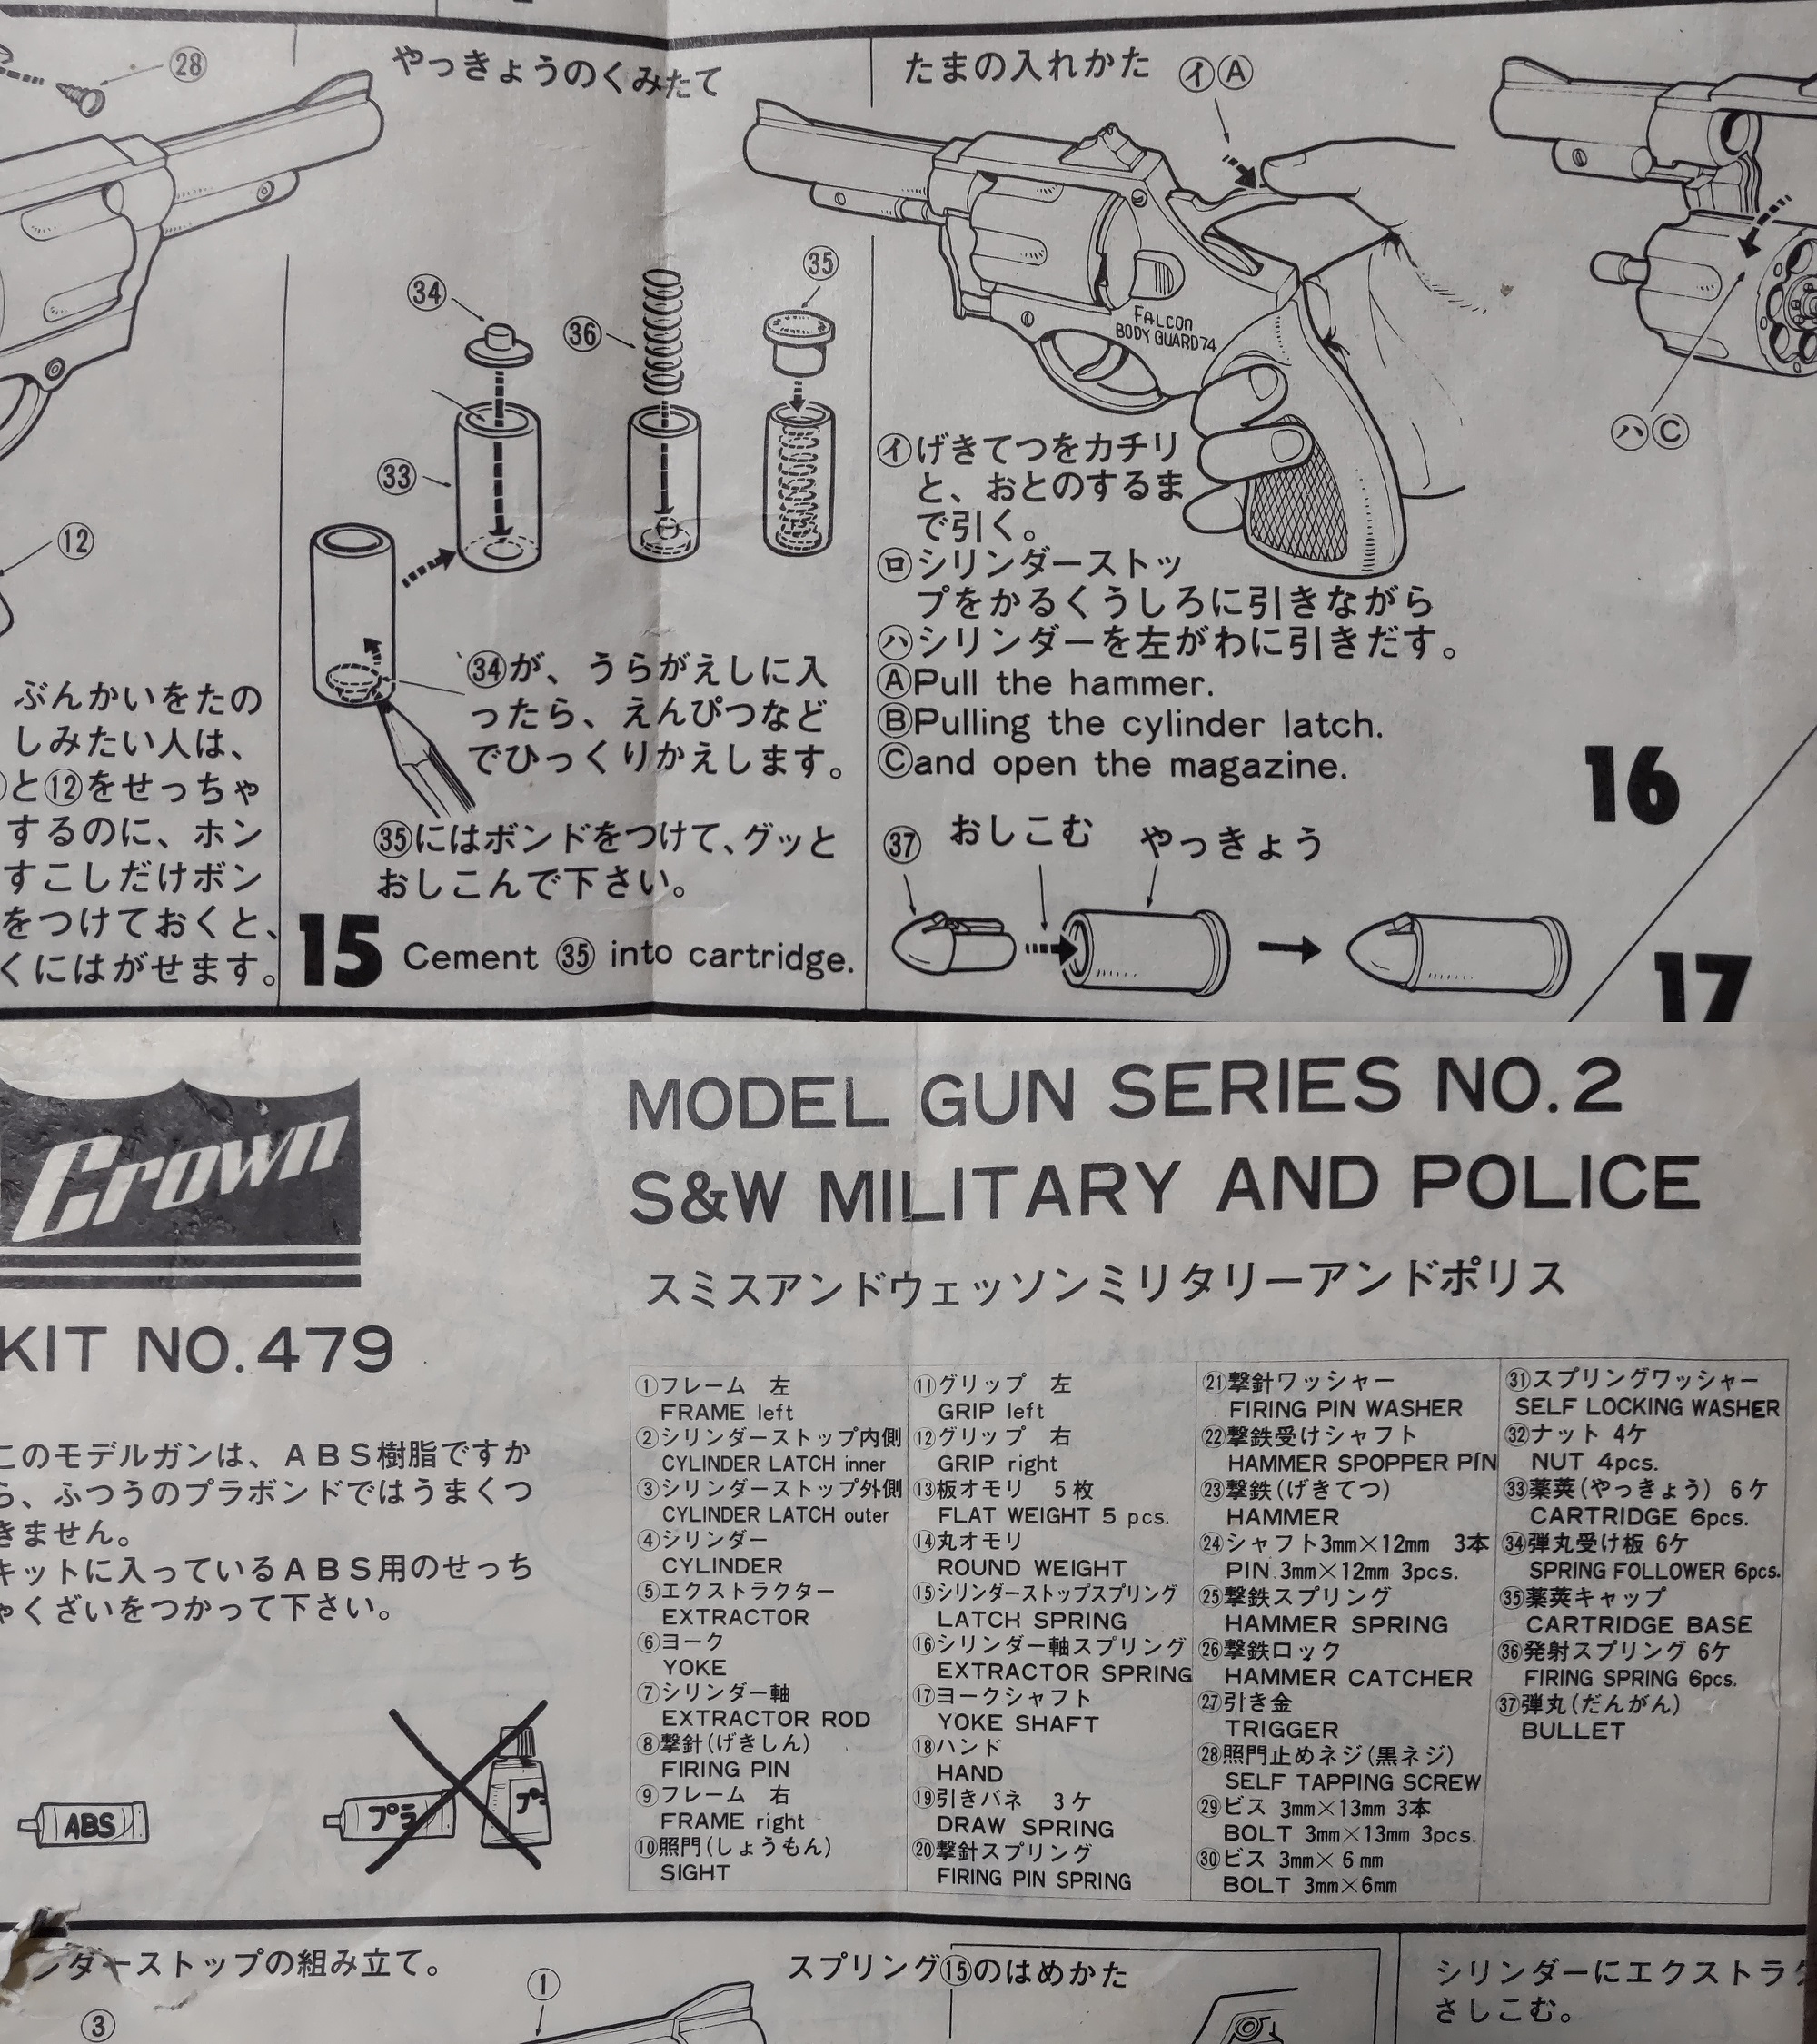 ㉘
やっきょうのくみたて
たまの入れかた
イⒶ
㉞
㊱
㉟
㉝
⑫
FALCON
BODY GUARD74
ハⒸ
ぶんかいをたの
しみたい人は、
と⑫をせっちゃ
するのに、ホン
すこしだけボン
をつけておくと、
くにはがせます。
㉞が、うらがえしに入
ったら、えんぴつなど
でひっくりかえします。
㉟にはボンドをつけて、グッと
おしこんで下さい。
15 Cement ㉟ into cartridge.
イげきてつをカチリ
と、おとのするま
で引く。
ロシリンダーストッ
プをかるくうしろに引きながら
ハシリンダーを左がわに引きだす。
ⒶPull the hammer.
ⒷPulling the cylinder latch.
Ⓒand open the magazine.
16
㊲ おしこむ やっきょう
17
Crown
MODEL GUN SERIES NO.2
S&W MILITARY AND POLICE
スミスアンドウェッソンミリタリーアンドポリス
KIT NO.479
このモデルガンは、ABS樹脂ですか
ら、ふつうのプラボンドではうまくつ
きません。
キットに入っているABS用のせっち
ゃくざいをつかって下さい。
ABS
プラ
①フレーム 左
FRAME left
②シリンダーストップ内側
CYLINDER LATCH inner
③シリンダーストップ外側
CYLINDER LATCH outer
④シリンダー
CYLINDER
⑤エクストラクター
EXTRACTOR
⑥ヨーク
YOKE
⑦シリンダー軸
EXTRACTOR ROD
⑧撃針(げきしん)
FIRING PIN
⑨フレーム 右
FRAME right
⑩照門(しょうもん)
SIGHT
⑪グリップ 左
GRIP left
⑫グリップ 右
GRIP right
⑬板オモリ 5枚
FLAT WEIGHT 5 pcs.
⑭丸オモリ
ROUND WEIGHT
⑮シリンダーストップスプリング
LATCH SPRING
⑯シリンダー軸スプリング
EXTRACTOR SPRING
⑰ヨークシャフト
YOKE SHAFT
⑱ハンド
HAND
⑲引きバネ 3ケ
DRAW SPRING
⑳撃針スプリング
FIRING PIN SPRING
㉑撃針ワッシャー
FIRING PIN WASHER
㉒撃鉄受けシャフト
HAMMER SPOPPER PIN
㉓撃鉄(げきてつ)
HAMMER
㉔シャフト3mm×12mm 3本
PIN 3mm×12mm 3pcs.
㉕撃鉄スプリング
HAMMER SPRING
㉖撃鉄ロック
HAMMER CATCHER
㉗引き金
TRIGGER
㉘照門止めネジ(黒ネジ)
SELF TAPPING SCREW
㉙ビス 3mm×13mm 3本
BOLT 3mm×13mm 3pcs.
㉚ビス 3mm×6mm
BOLT 3mm×6mm
㉛スプリングワッシャー
SELF LOCKING WASHER
㉜ナット 4ケ
NUT 4pcs.
㉝薬莢(やっきょう) 6ケ
CARTRIDGE 6pcs.
㉞弾丸受け板 6ケ
SPRING FOLLOWER 6pcs.
㉟薬莢キャップ
CARTRIDGE BASE
㊱発射スプリング 6ケ
FIRING SPRING 6pcs.
㊲弾丸(だんがん)
BULLET
ンダーストップの組み立て。
③
①
スプリング⑮のはめかた
シリンダーにエクストラク
さしこむ。